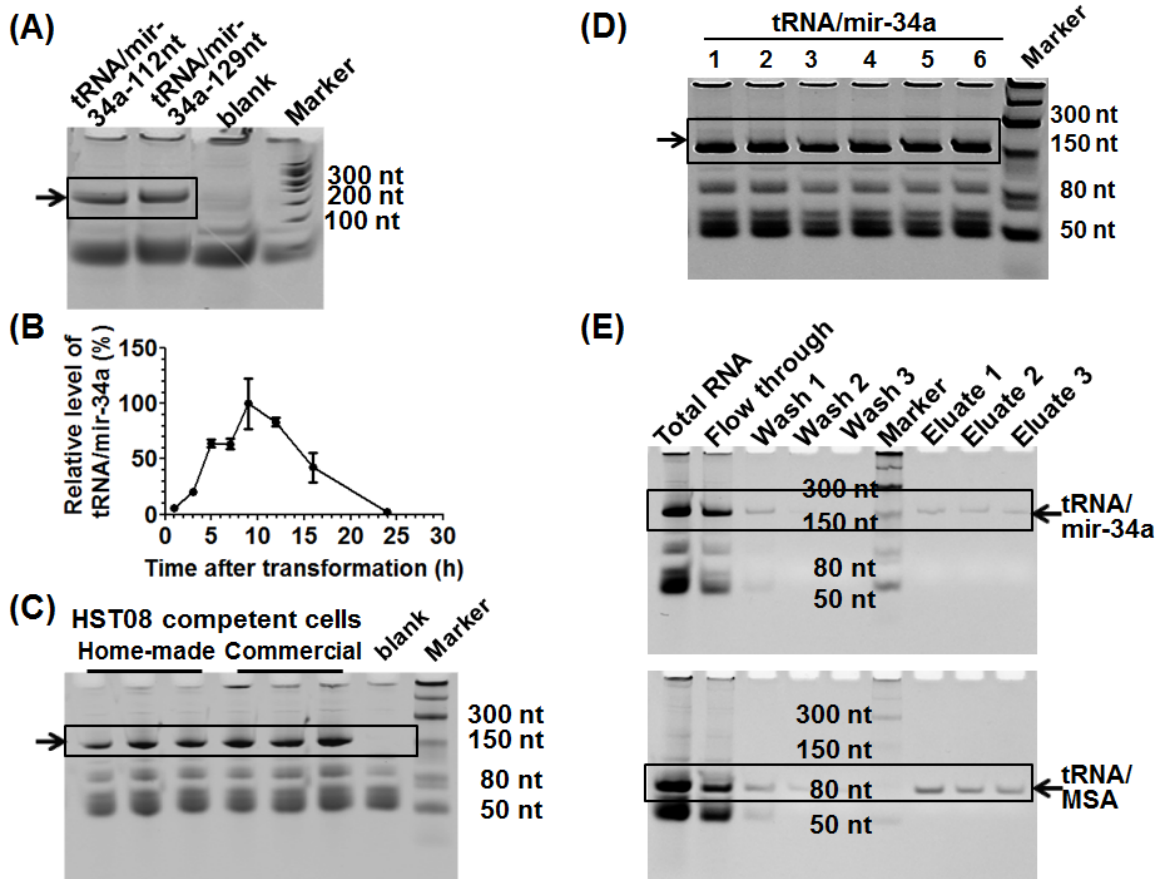 (A)
tRNA/mir-
34a-112nt
tRNA/mir-
34a-129nt
blank
Marker
300 nt
200 nt
100 nt
(B)
Relative level of
tRNA/mir-34a (%)
150
100
50
0
0 5 10 15 20 25 30
Time after transformation (h)
(C)
HST08 competent cells
Home-made Commercial
blank
Marker
300 nt
150 nt
80 nt
50 nt
(D)
tRNA/mir-34a
1 2 3 4 5 6
Marker
300 nt
150 nt
80 nt
50 nt
(E)
Total RNA
Flow through
Wash 1
Wash 2
Wash 3
Marker
Eluate 1
Eluate 2
Eluate 3
300 nt
150 nt
80 nt
50 nt
tRNA/
mir-34a
300 nt
150 nt
80 nt
50 nt
tRNA/
MSA